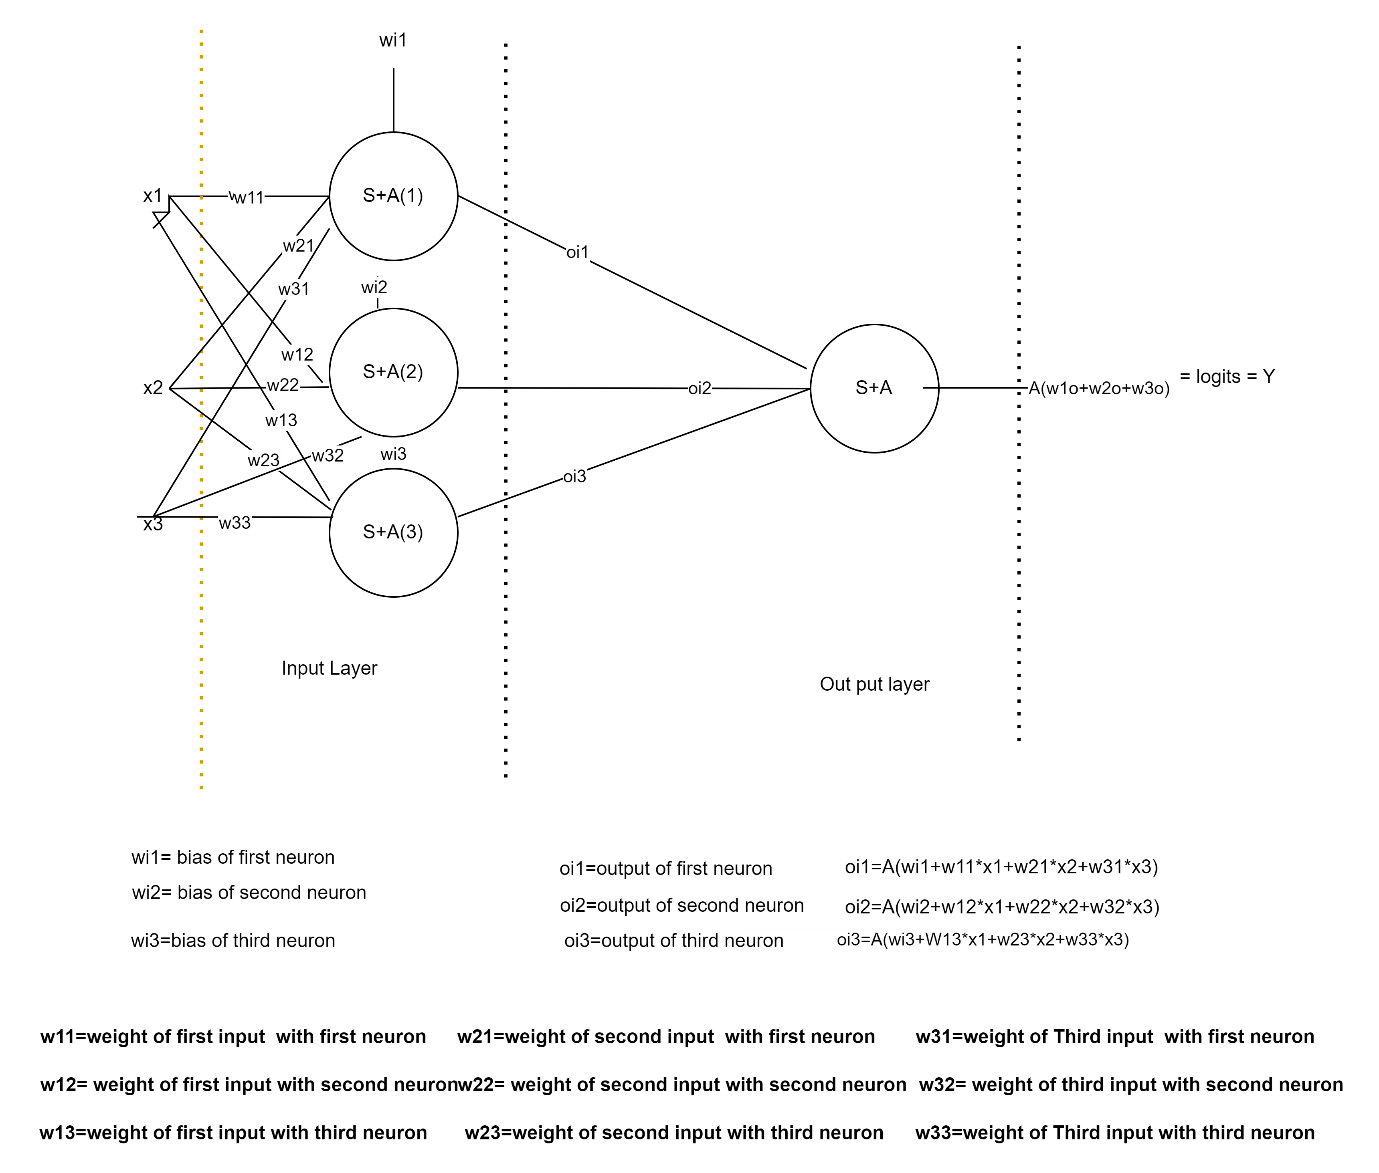 wi1
x1
w11
S+A(1)
w21
oi1
w31
wi2
w12
S+A(2)
x2
w22
oi2
S+A
A(w1o+w2o+w3o)
= logits = Y
w13
w23
w32
wi3
oi3
x3
w33
S+A(3)
Input Layer
Out put layer
wi1= bias of first neuron
wi2= bias of second neuron
wi3=bias of third neuron
oi1=output of first neuron
oi2=output of second neuron
oi3=output of third neuron
oi1=A(wi1+w11*x1+w21*x2+w31*x3)
oi2=A(wi2+w12*x1+w22*x2+w32*x3)
oi3=A(wi3+W13*x1+w23*x2+w33*x3)
w11=weight of first input  with first neuron
w21=weight of second input  with first neuron
w31=weight of Third input  with first neuron
w12= weight of first input with second neuron
w22= weight of second input with second neuron
w32= weight of third input with second neuron
w13=weight of first input with third neuron
w23=weight of second input with third neuron
w33=weight of Third input with third neuron